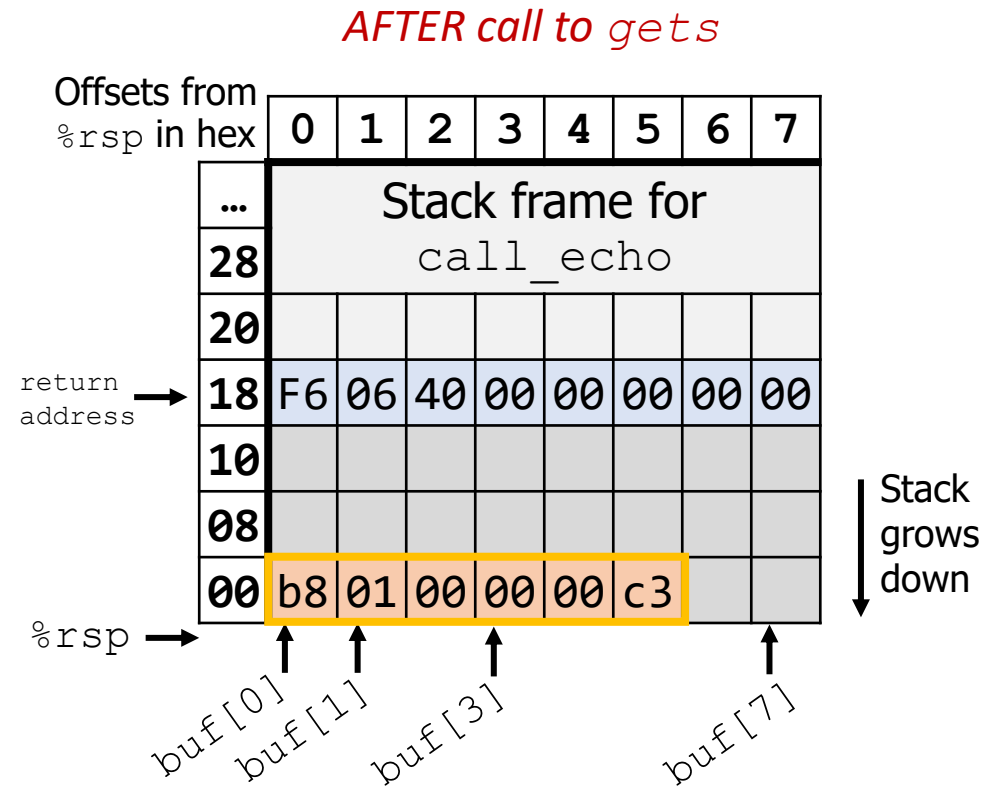 AFTER call to gets
Offsets from
%rsp in hex
0 1 2 3 4 5 6 7
…
Stack frame for
call_echo
28
20
return
address
18 F6 06 40 00 00 00 00 00
10
08
Stack
grows
down
00 b8 01 00 00 00 c3
%rsp
buf[0]
buf[1]
buf[3]
buf[7]